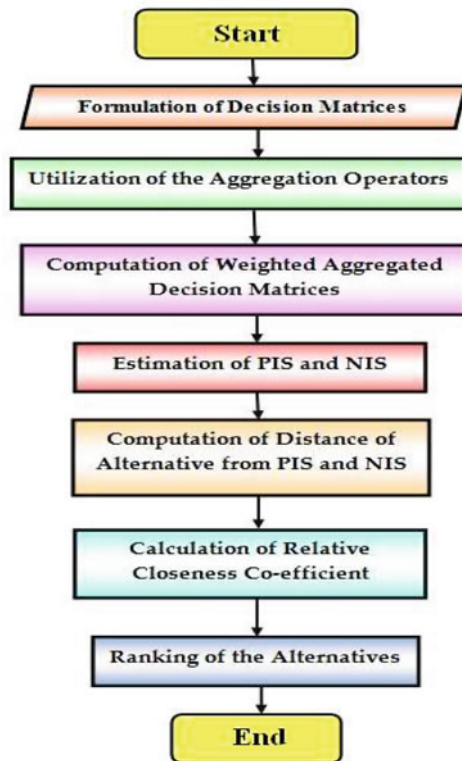 Start
Formulation of Decision Matrices
Utilization of the Aggregation Operators
Computation of Weighted Aggregated
Decision Matrices
Estimation of PIS and NIS
Computation of Distance of
Alternative from PIS and NIS
Calculation of Relative
Closeness Co-efficient
Ranking of the Alternatives
End